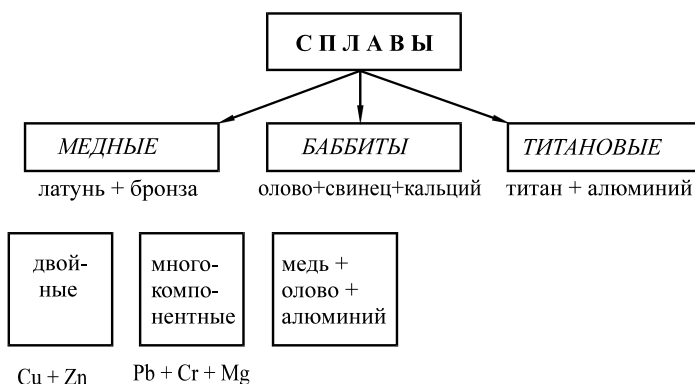 СПЛАВЫ
МЕДНЫЕ
БАББИТЫ
ТИТАНОВЫЕ
латунь + бронза
олово+свинец+кальций
титан + алюминий
двой-
ные
много-
компо-
нентные
медь +
олово +
алюминий
Cu + Zn
Pb + Cr + Mg